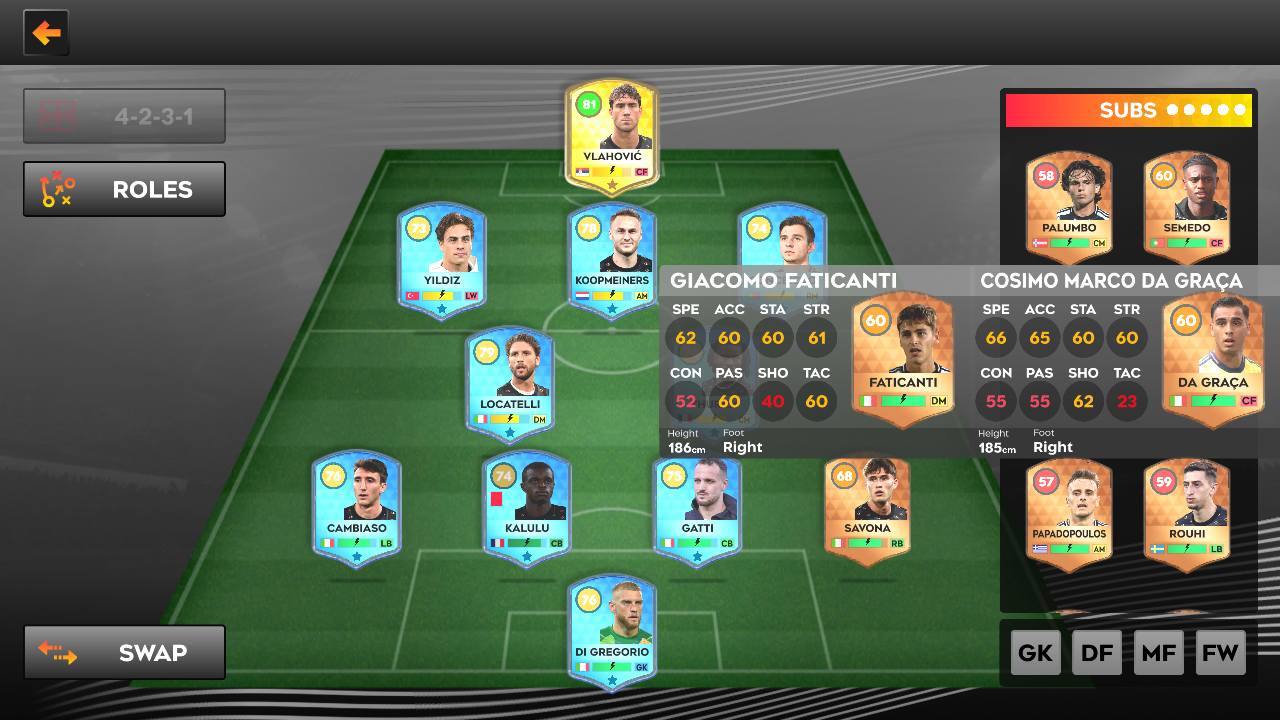 4-2-3-1
ROLES
SUBS
81
VLAHOVIĆ
CF
58
PALUMBO
CM
60
SEMEDO
CF
73
YILDIZ
LW
78
KOOPMEINERS
AM
74
GIACOMO FATICANTI
SPE ACC STA STR
62 60 60 61
CON PAS SHO TAC
52 60 40 60
Height Foot
186cm Right
60
FATICANTI
DM
COSIMO MARCO DA GRAÇA
SPE ACC STA STR
66 65 60 60
CON PAS SHO TAC
55 55 62 23
Height Foot
185cm Right
60
DA GRAÇA
CF
79
LOCATELLI
DM
76
CAMBIASO
LB
74
KALULU
CB
75
GATTI
CB
68
SAVONA
RB
57
PAPADOPOULOS
AM
59
ROUHI
LB
76
DI GREGORIO
GK
SWAP
GK DF MF FW